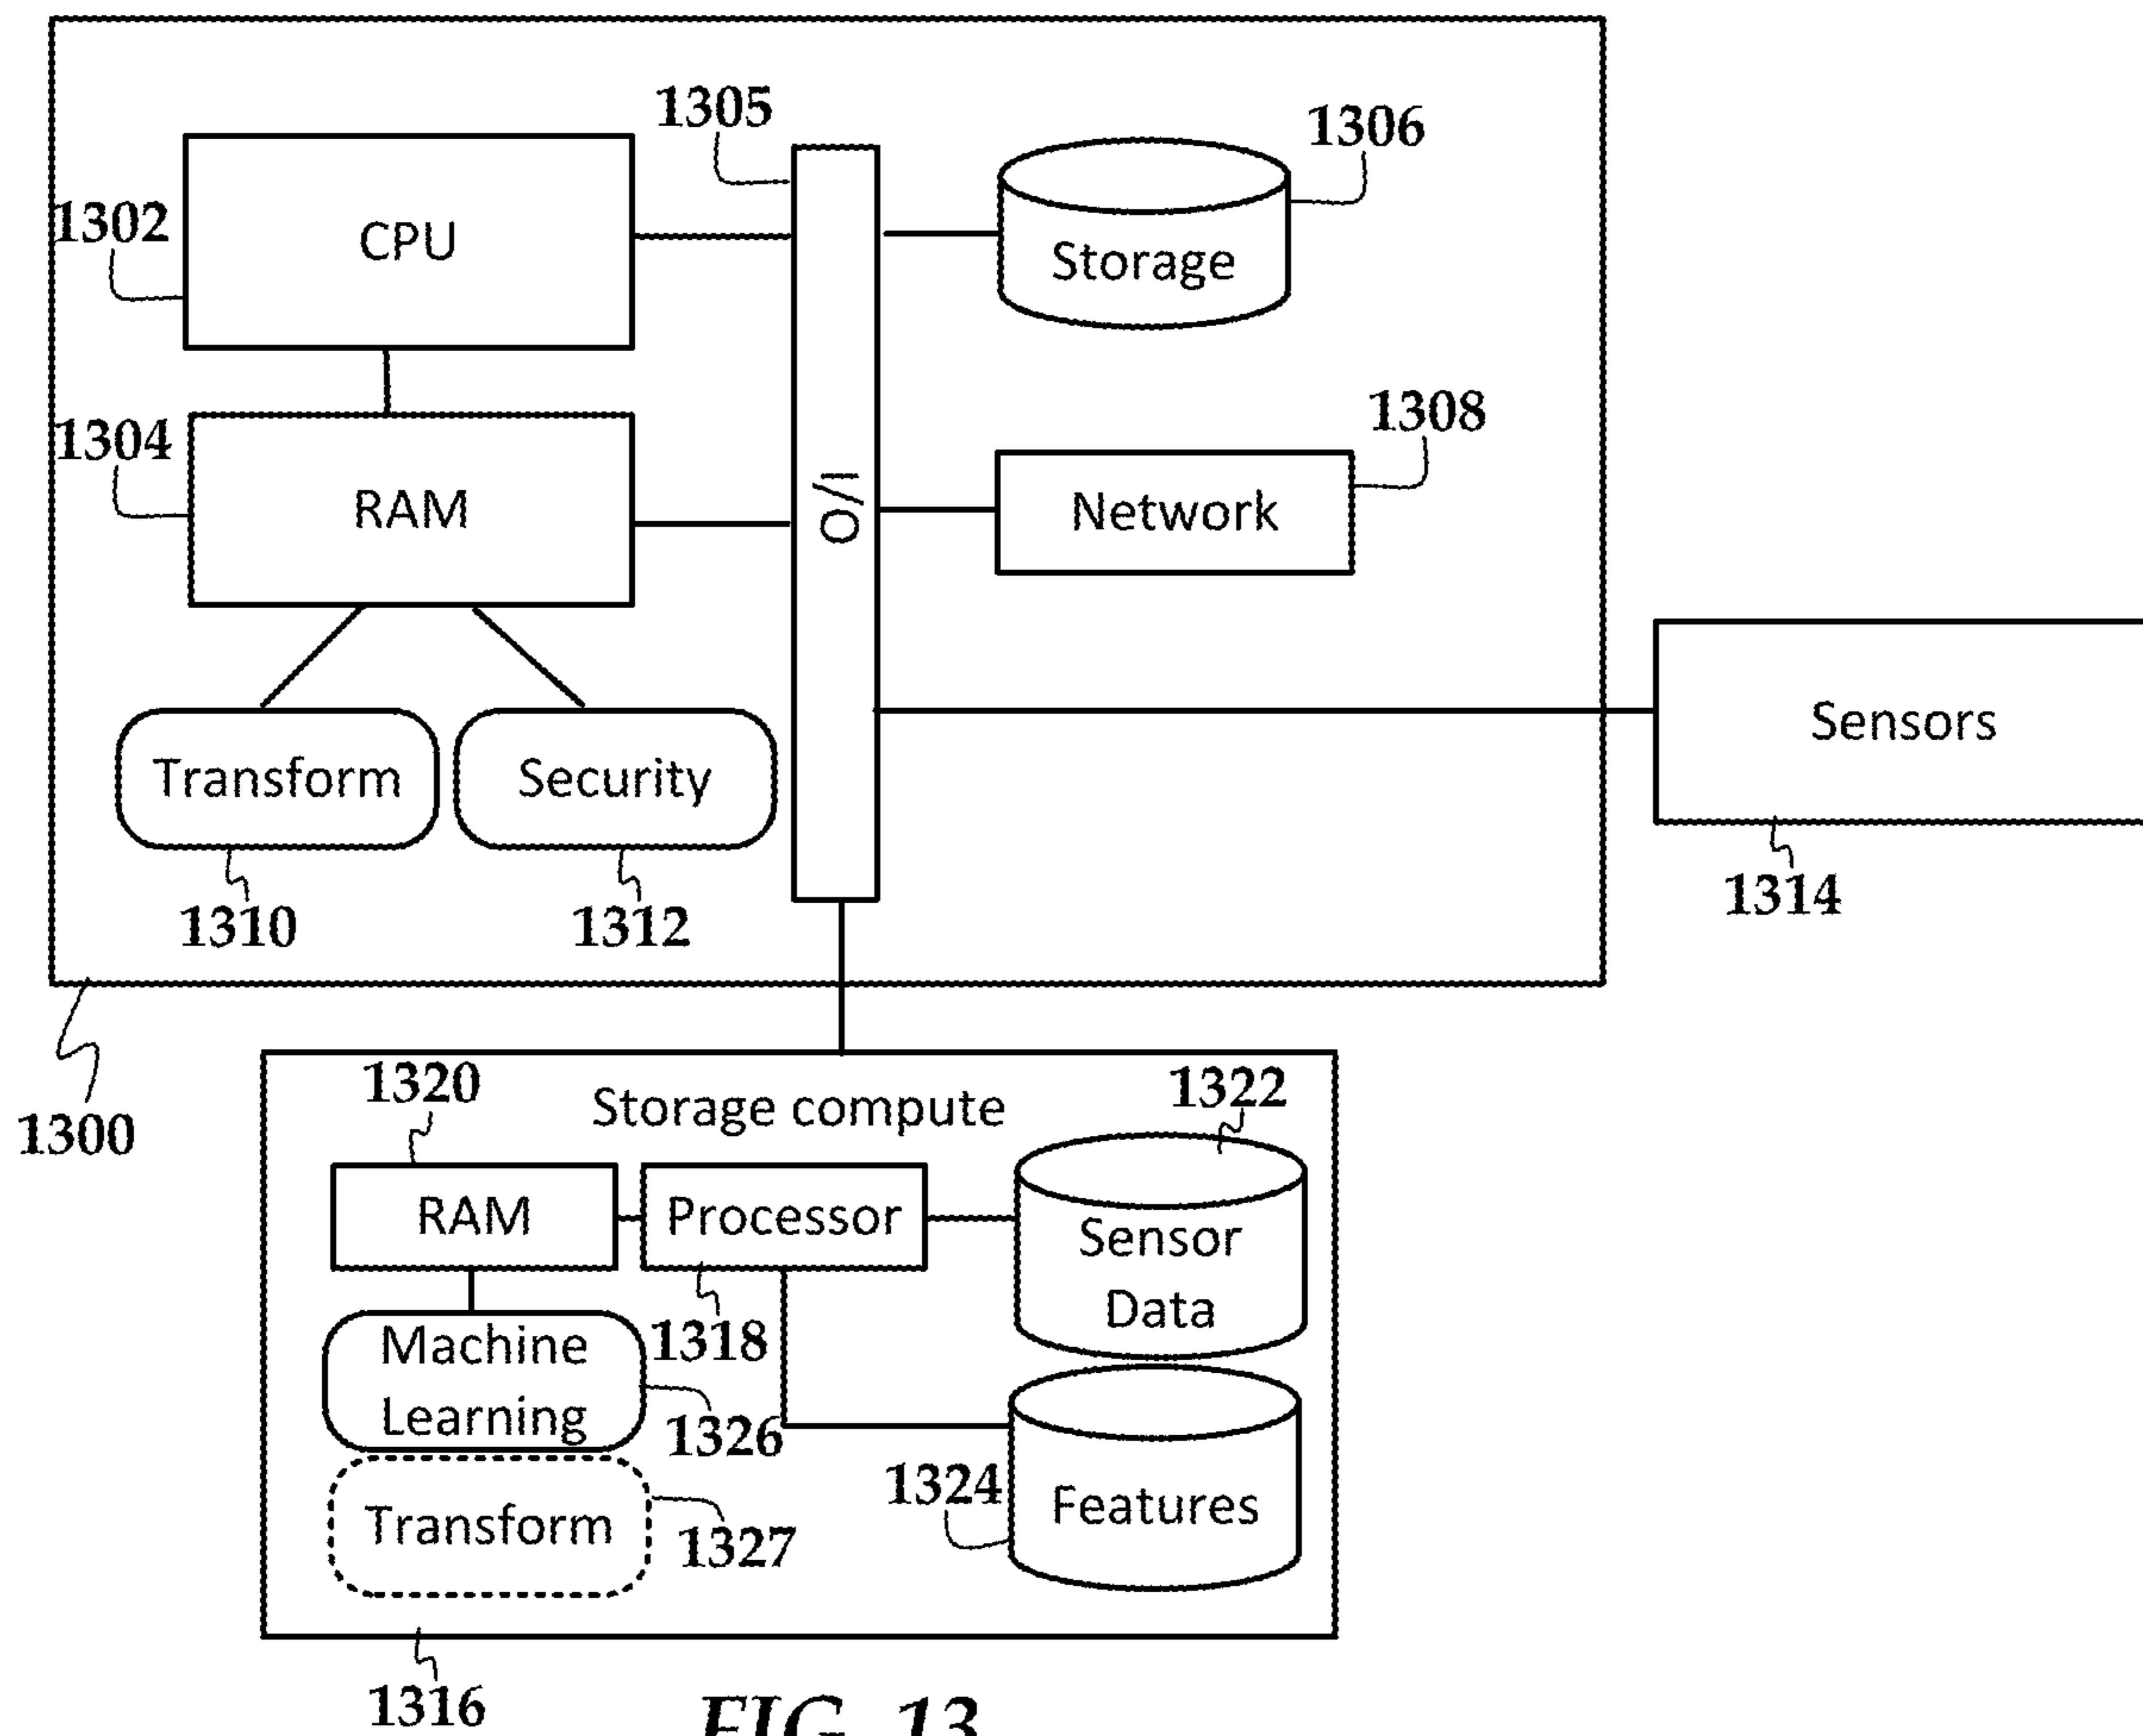 1305
1306
1302
CPU
Storage
1304
1308
RAM
I/O
Network
Sensors
Transform
Security
1310
1312
1314
1300
1320
Storage compute
1322
RAM
Processor
Sensor
Data
1318
Machine
Learning
1326
1324
Features
Transform
1327
1316
FIG. 13